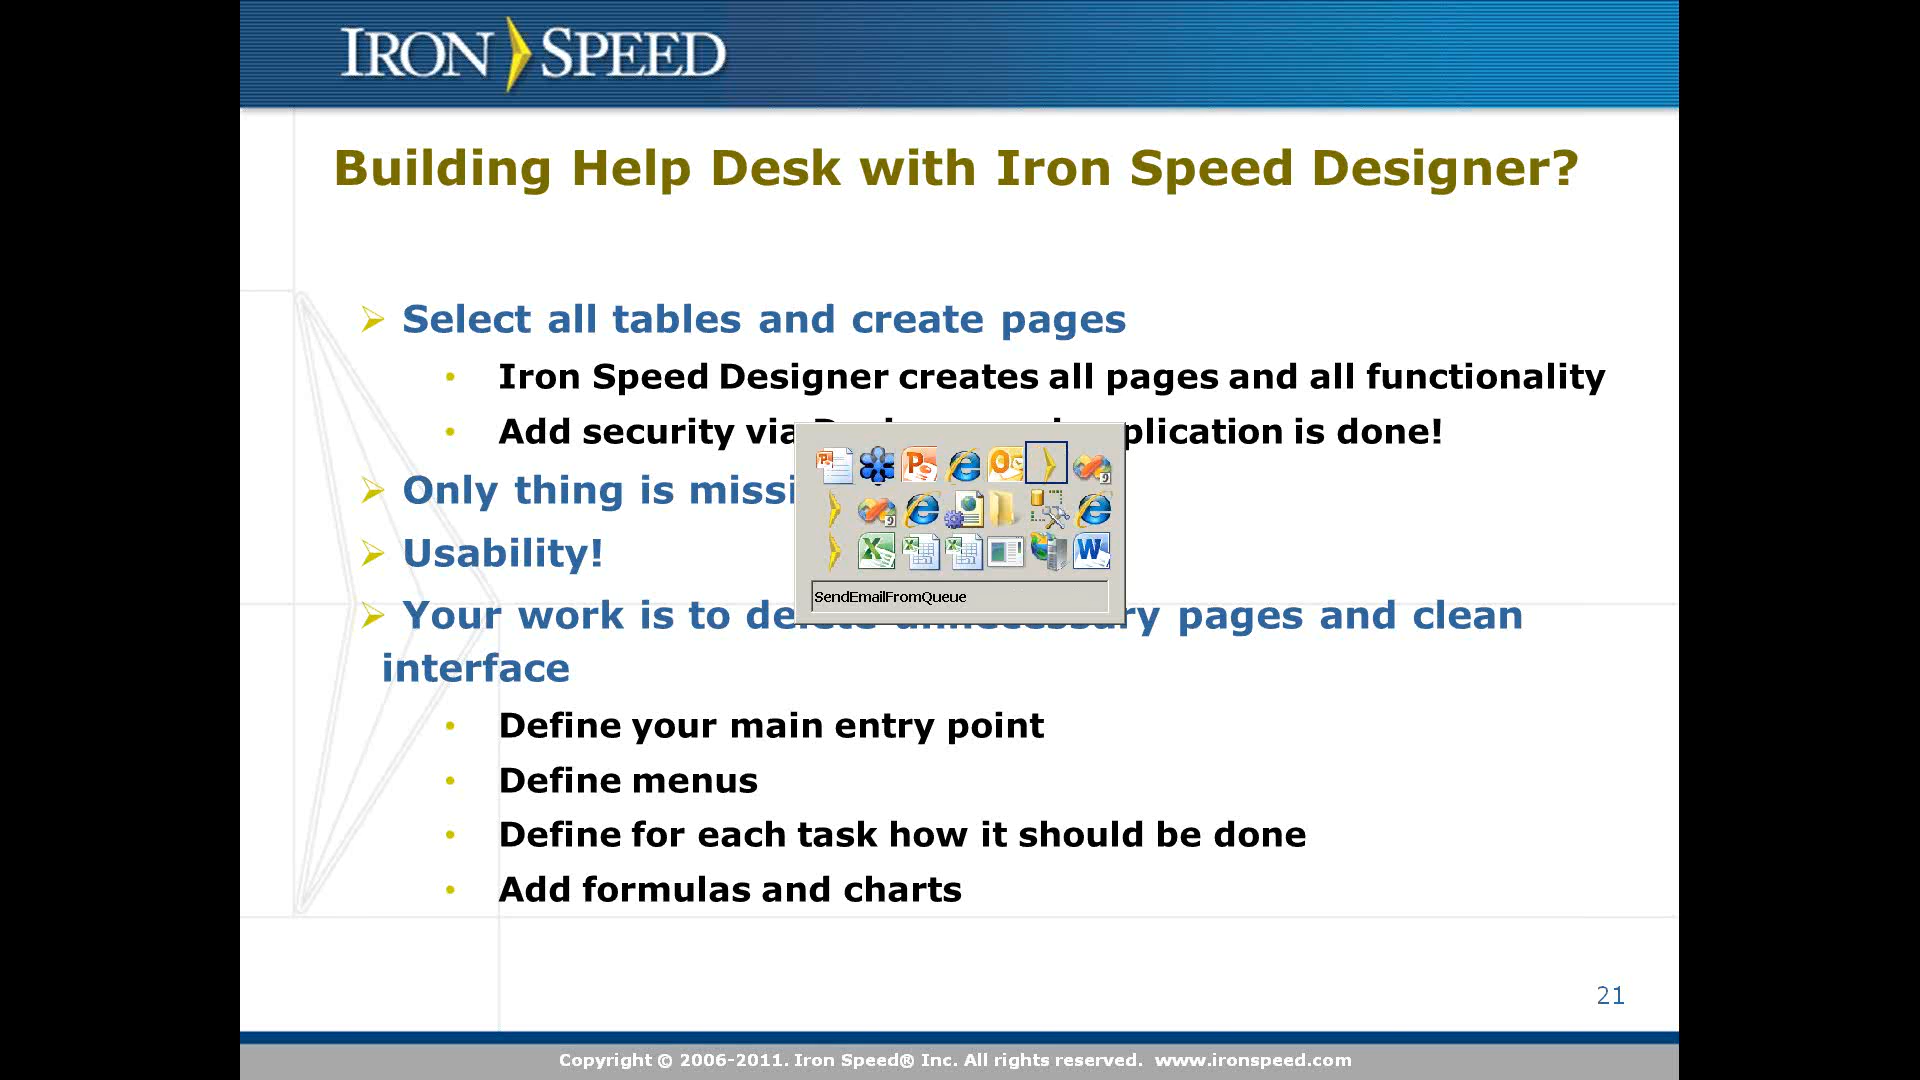 IRON SPEED
Building Help Desk with Iron Speed Designer?
Select all tables and create pages
Iron Speed Designer creates all pages and all functionality
Add security via
is done!
Only thing is
Usability!
Your work is to pages and clean
interface
SendEmailFromQueue
Define your main entry point
Define menus
Define for each task how it should be done
Add formulas and charts
21
Copyright © 2006-2011. Iron Speed® Inc. All rights reserved. www.ironspeed.com